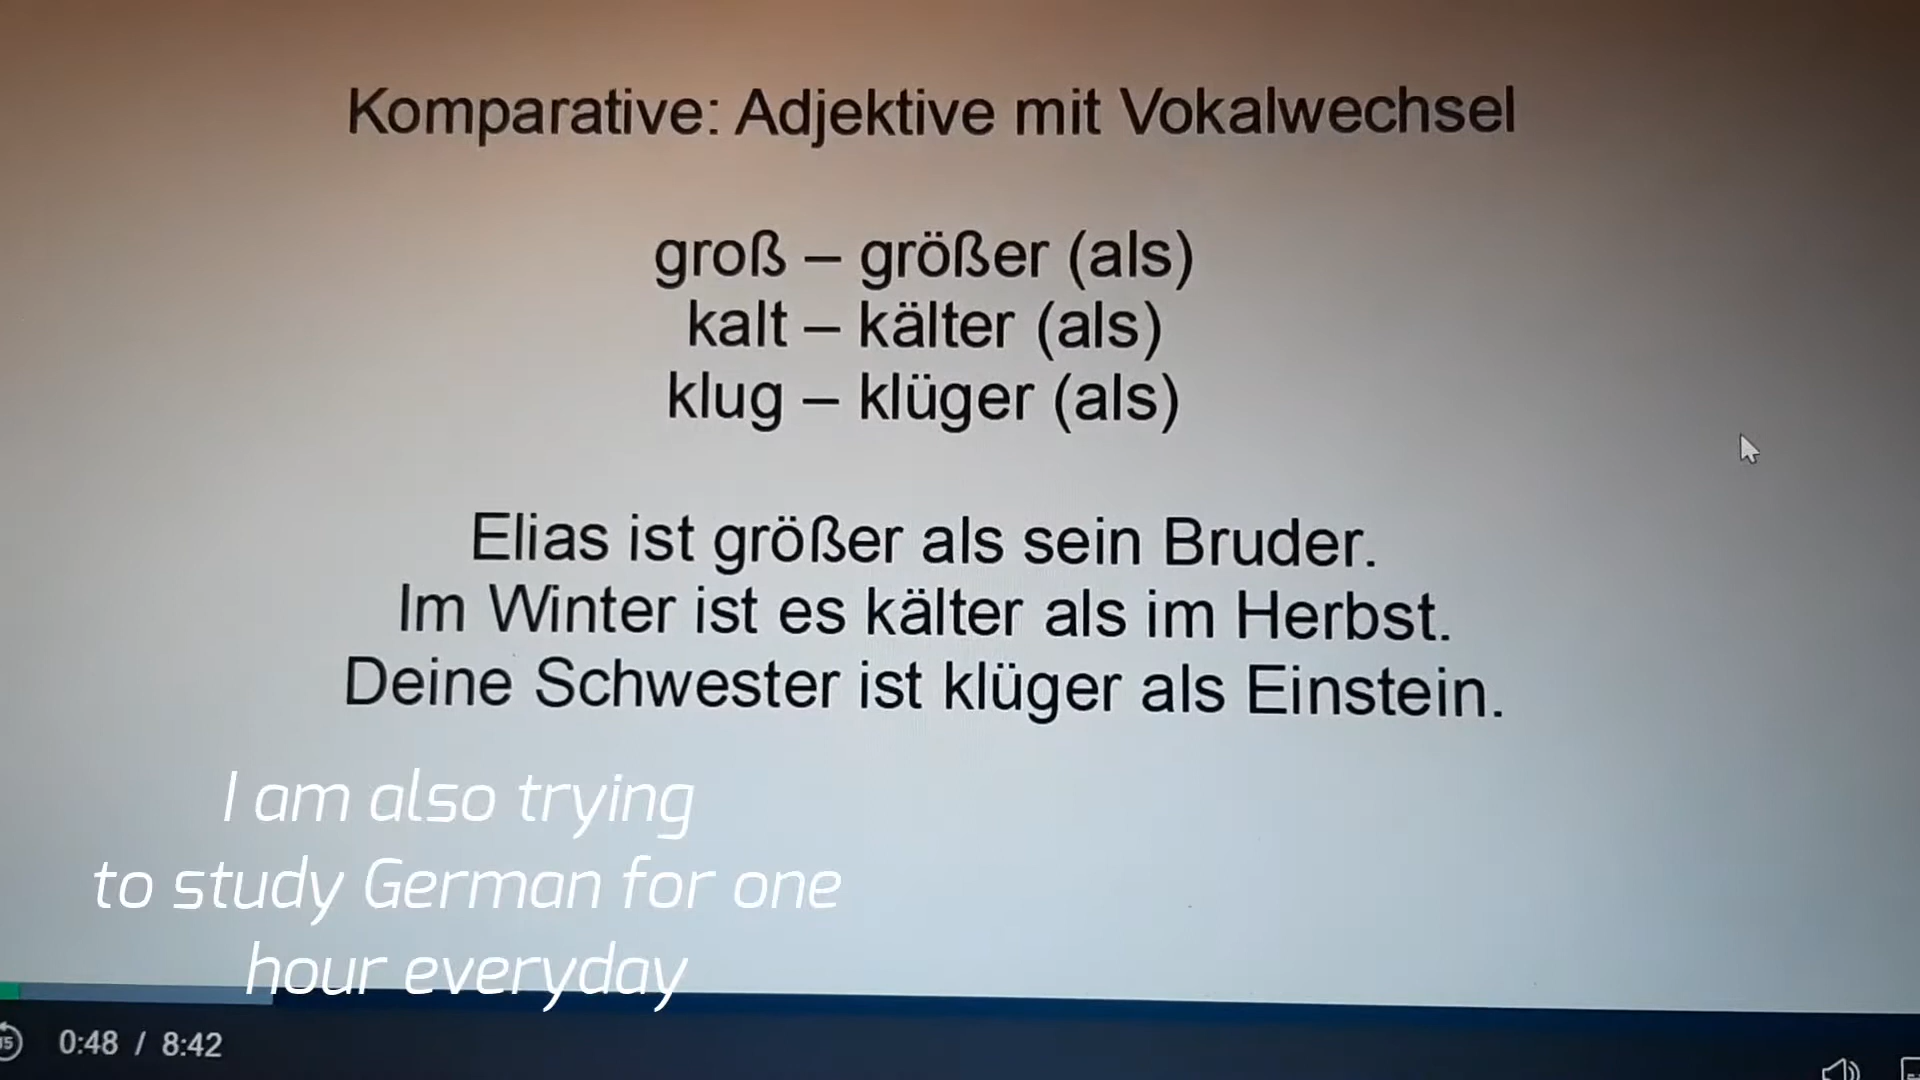 Komparative: Adjektive mit Vokalwechsel
groß – größer (als)
kalt – kälter (als)
klug – klüger (als)
Elias ist größer als sein Bruder.
Im Winter ist es kälter als im Herbst.
Deine Schwester ist klüger als Einstein.
I am also trying
to study German for one
hour everyday
15
0:48 / 8:42